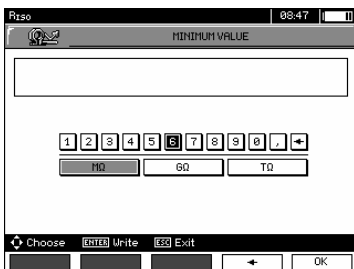 RISO 08:47
MINIMUM VALUE
1 2 3 4 5 6 7 8 9 0 , ←
MΩ GΩ TΩ
Choose ENTER Write ESC Exit
← OK